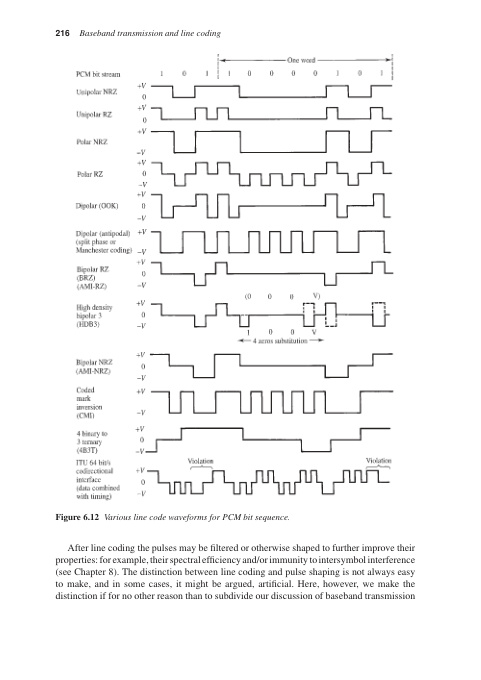 216 Baseband transmission and line coding
One word
PCM bit stream 1 0 1 1 0 0 0 0 1 0 1
Unipolar NRZ +V 0
Unipolar RZ +V 0
Polar NRZ +V −V
Polar RZ +V 0 −V
Dipolar (OOK) +V 0 −V
Dipolar (antipodal) +V
(split phase or
Manchester coding) −V
Bipolar RZ +V
(BRZ) 0
(AMI-RZ) −V
(0 0 0 V)
High density +V
bipolar 3 0
(HDB3) −V
1 0 0 V
4 zeros substitution
Bipolar NRZ +V
(AMI-NRZ) 0
−V
Coded +V
mark
inversion
(CMI) −V
4 binary to +V
3 ternary 0
(4B3T) −V
ITU 64 bit/s Violation Violation
codirectional +V
interface 0
(data combined −V
with timing)
Figure 6.12 Various line code waveforms for PCM bit sequence.
After line coding the pulses may be filtered or otherwise shaped to further improve their
properties: for example, their spectral efficiency and/or immunity to intersymbol interference
(see Chapter 8). The distinction between line coding and pulse shaping is not always easy
to make, and in some cases, it might be argued, artificial. Here, however, we make the
distinction if for no other reason than to subdivide our discussion of baseband transmission